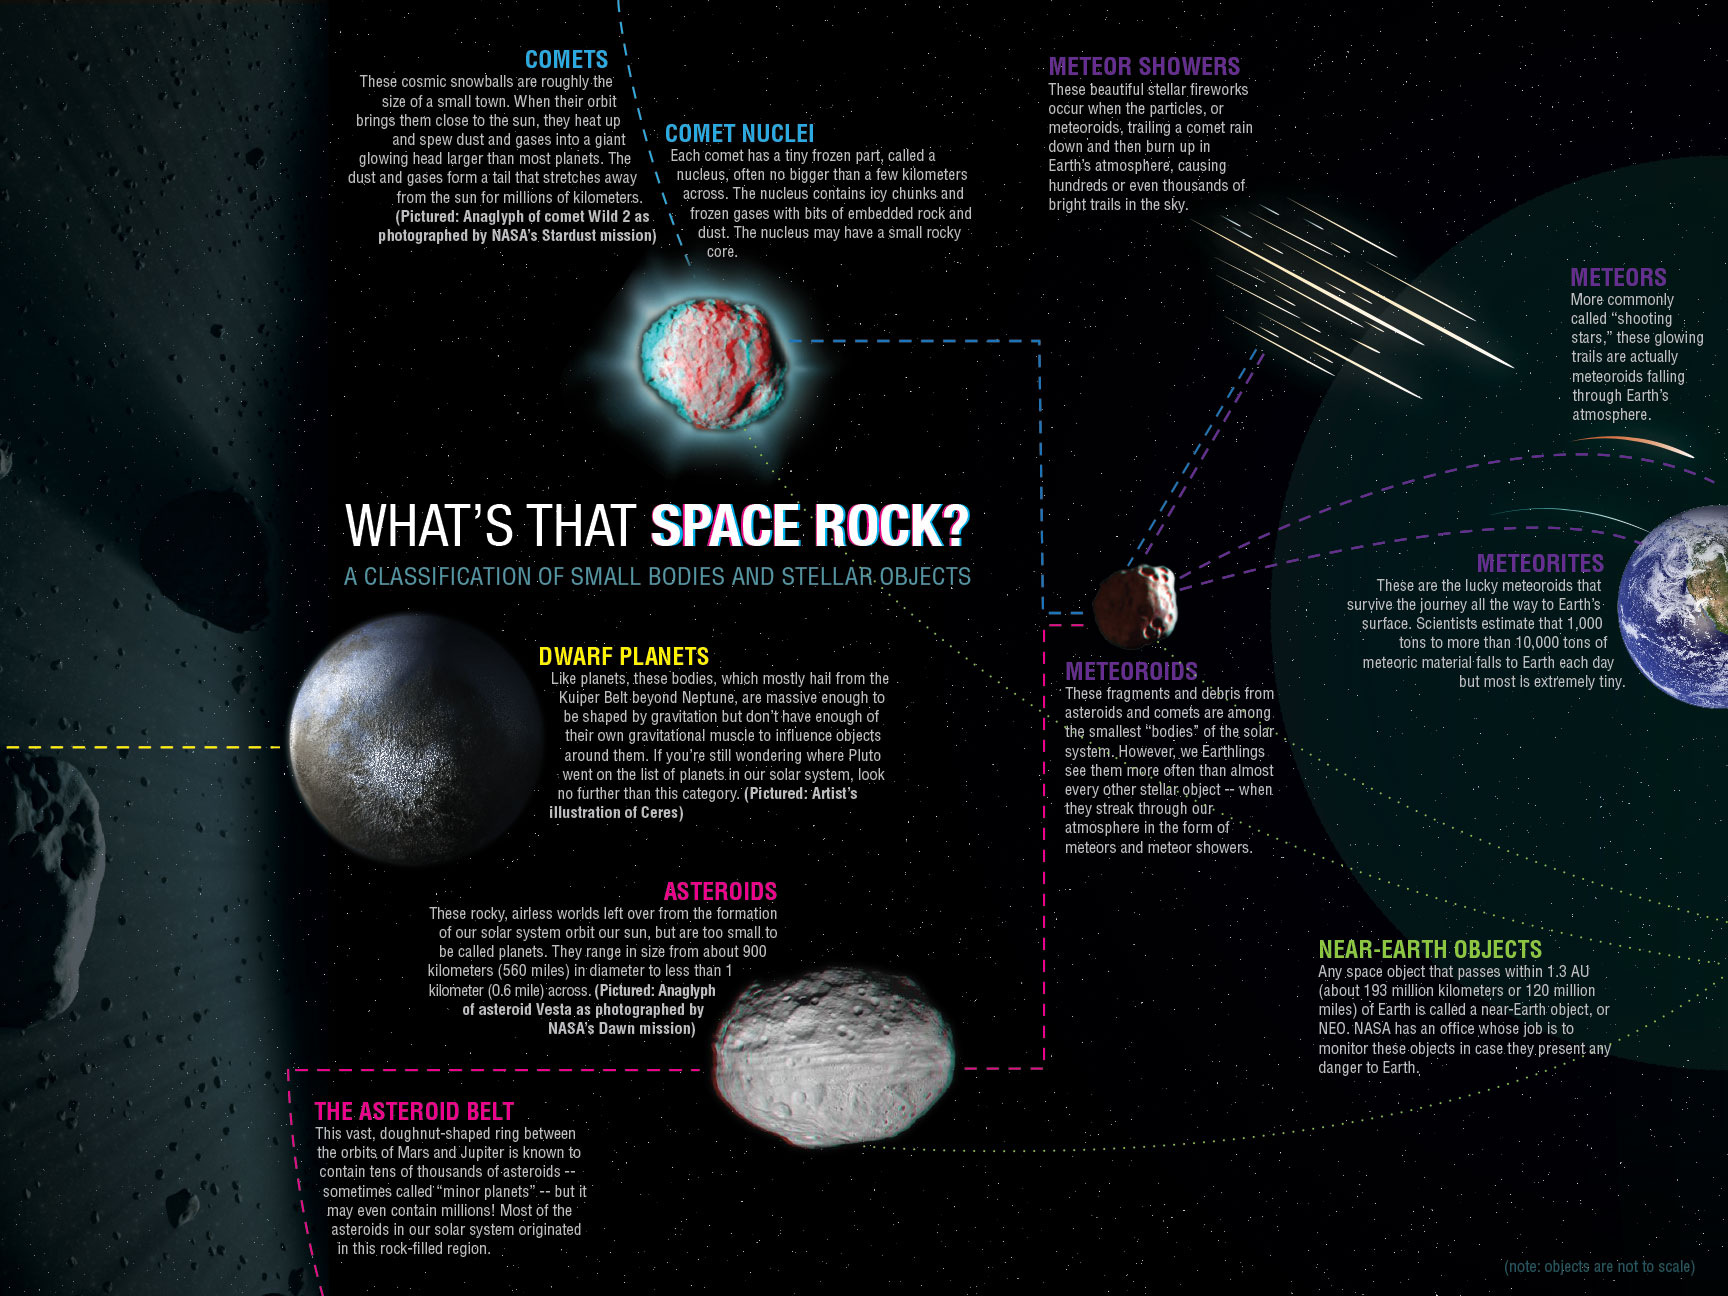 COMETS
These cosmic snowballs are roughly the
size of a small town. When their orbit
brings them close to the sun, they heat up
and spew dust and gases into a giant
glowing head larger than most planets. The
dust and gases form a tail that stretches away
from the sun for millions of kilometers.
(Pictured: Anaglyph of comet Wild 2 as
photographed by NASA's Stardust mission)
COMET NUCLEI
Each comet has a tiny frozen part, called a
nucleus, often no bigger than a few kilometers
across. The nucleus contains icy chunks and
frozen gases with bits of embedded rock and
dust. The nucleus may have a small rocky
core.
METEOR SHOWERS
These beautiful stellar fireworks
occur when the particles, or
meteoroids, trailing a comet rain
down and then burn up in
Earth's atmosphere, causing
hundreds or even thousands of
bright trails in the sky.
METEORS
More commonly
called “shooting
stars,” these glowing
trails are actually
meteoroids falling
through Earth's
atmosphere.
WHAT'S THAT SPACE ROCK?
A CLASSIFICATION OF SMALL BODIES AND STELLAR OBJECTS
METEORITES
These are the lucky meteoroids that
survive the journey all the way to Earth's
surface. Scientists estimate that 1,000
tons to more than 10,000 tons of
meteoric material falls to Earth each day
but most is extremely tiny.
DWARF PLANETS
Like planets, these bodies, which mostly hail from the
Kuiper Belt beyond Neptune, are massive enough to
be shaped by gravitation but don't have enough of
their own gravitational muscle to influence objects
around them. If you're still wondering where Pluto
went on the list of planets in our solar system, look
no further than this category. (Pictured: Artist's
illustration of Ceres)
METEOROIDS
These fragments and debris from
asteroids and comets are among
the smallest “bodies” of the solar
system. However, we Earthlings
see them more often than almost
every other stellar object -- when
they streak through our
atmosphere in the form of
meteors and meteor showers.
ASTEROIDS
These rocky, airless worlds left over from the formation
of our solar system orbit our sun, but are too small to
be called planets. They range in size from about 900
kilometers (560 miles) in diameter to less than 1
kilometer (0.6 mile) across. (Pictured: Anaglyph
of asteroid Vesta as photographed by
NASA's Dawn mission)
NEAR-EARTH OBJECTS
Any space object that passes within 1.3 AU
(about 193 million kilometers or 120 million
miles) of Earth is called a near-Earth object, or
NEO. NASA has an office whose job is to
monitor these objects in case they present any
danger to Earth.
THE ASTEROID BELT
This vast, doughnut-shaped ring between
the orbits of Mars and Jupiter is known to
contain tens of thousands of asteroids --
sometimes called “minor planets” -- but it
may even contain millions! Most of the
asteroids in our solar system originated
in this rock-filled region.
(note: objects are not to scale)